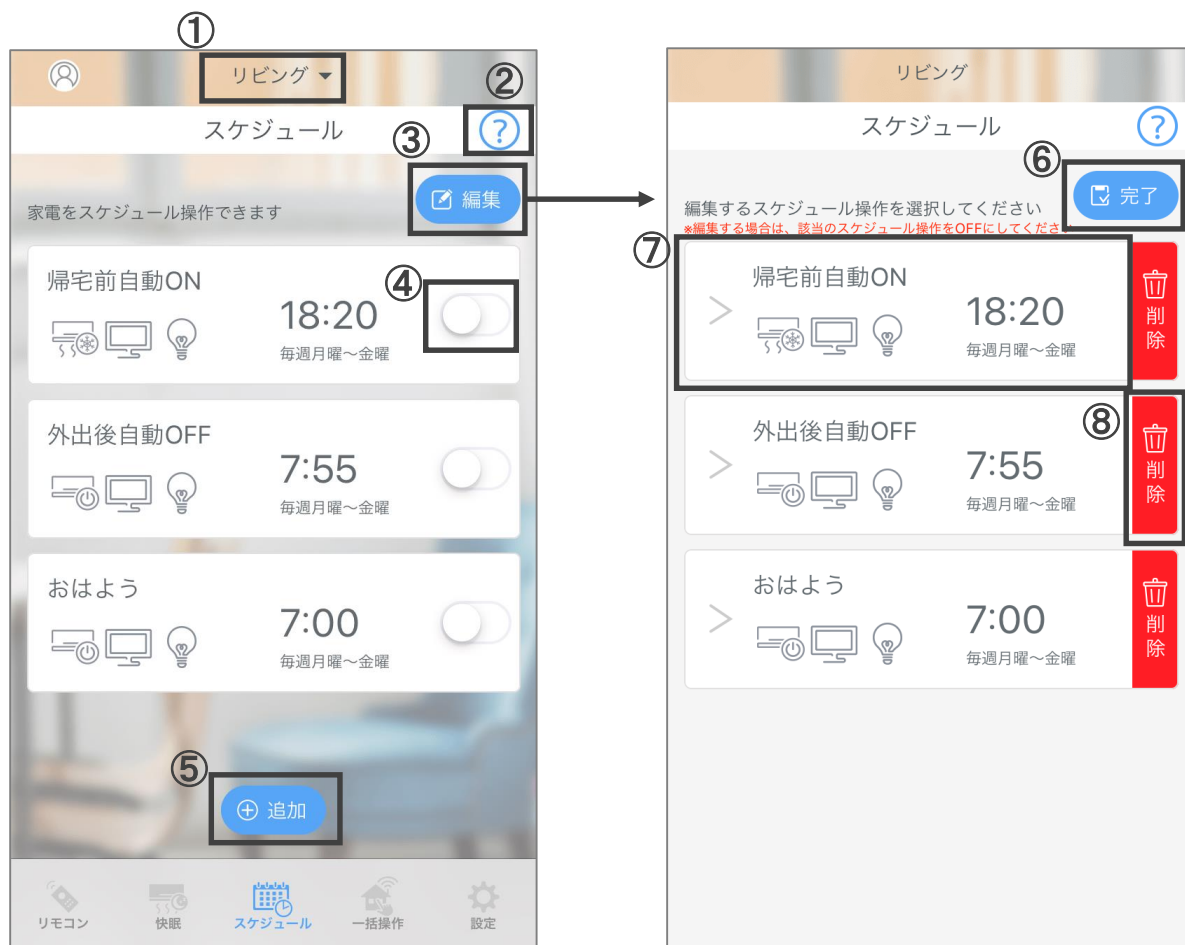 ①
リビング
②
スケジュール
?
③
編集
家電をスケジュール操作できます
帰宅前自動ON
④
18:20
毎週月曜～金曜
外出後自動OFF
7:55
毎週月曜～金曜
おはよう
7:00
毎週月曜～金曜
⑤
追加
リモコン
快眠
スケジュール
一括操作
設定
リビング
スケジュール
?
⑥
完了
編集するスケジュール操作を選択してください
※編集する場合は、該当のスケジュール操作をOFFにしてくださ
⑦
帰宅前自動ON
18:20
毎週月曜～金曜
削除
外出後自動OFF
⑧
7:55
毎週月曜～金曜
削除
おはよう
7:00
毎週月曜～金曜
削除